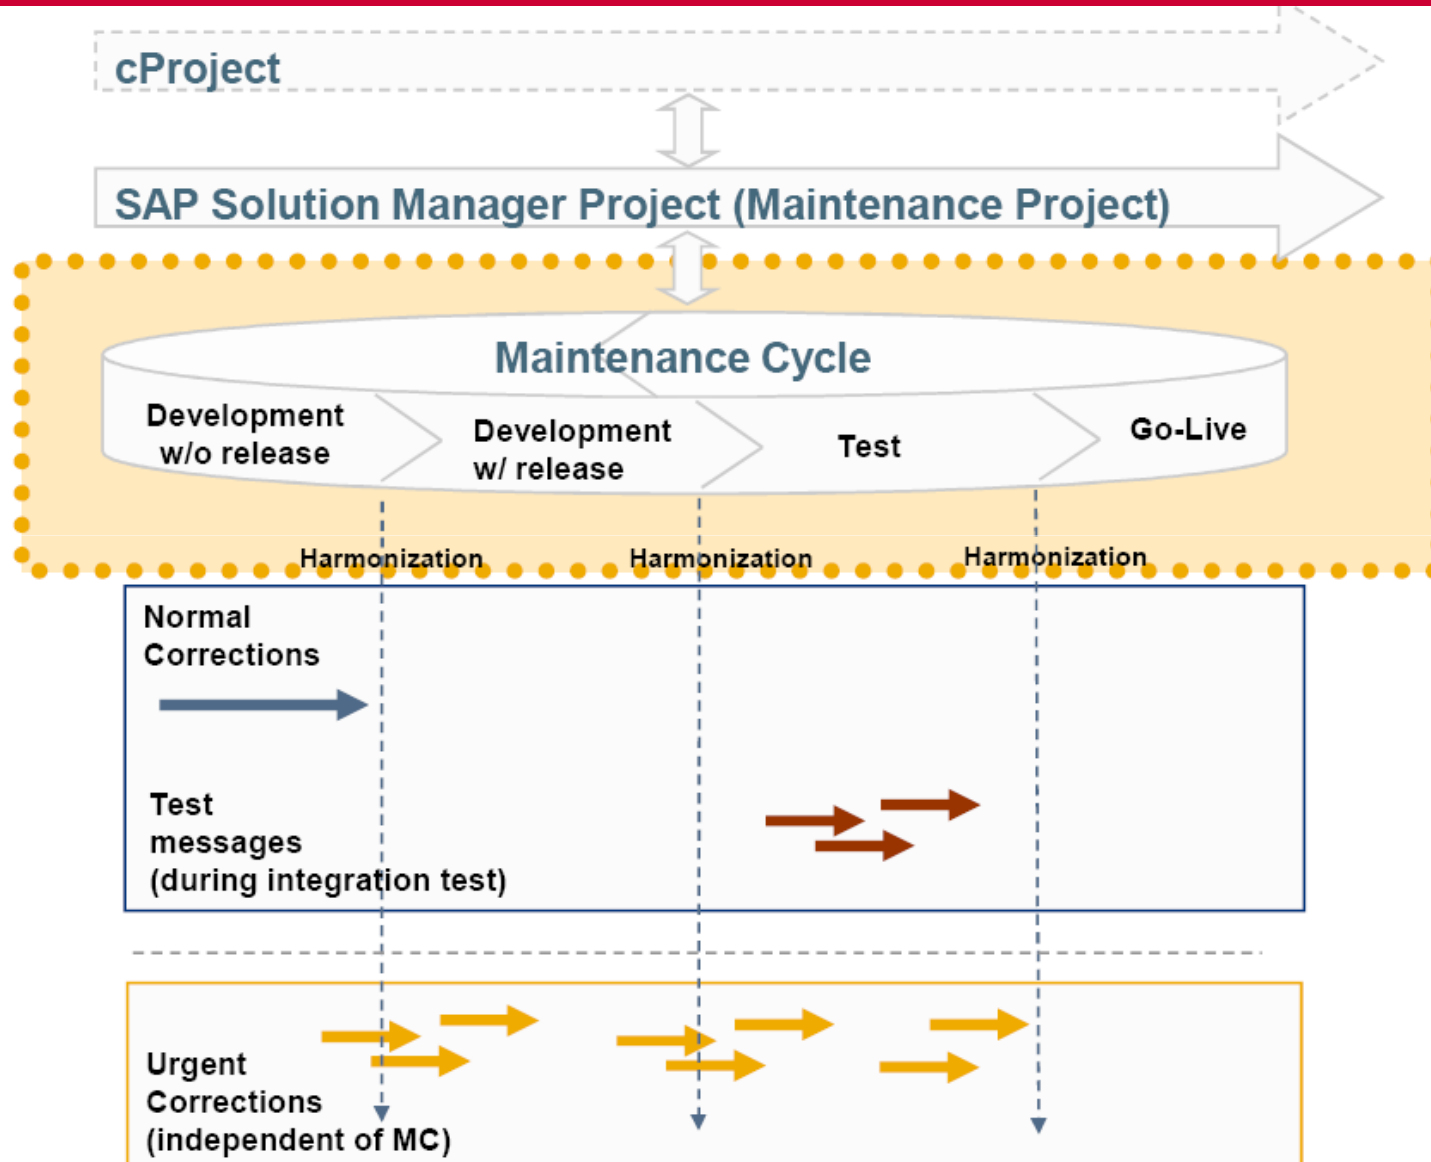 cProject
SAP Solution Manager Project (Maintenance Project)
Maintenance Cycle
Development
w/o release
Development
w/ release
Test
Go-Live
Harmonization
Harmonization
Harmonization
Normal
Corrections
Test
messages
(during integration test)
Urgent
Corrections
(independent of MC)